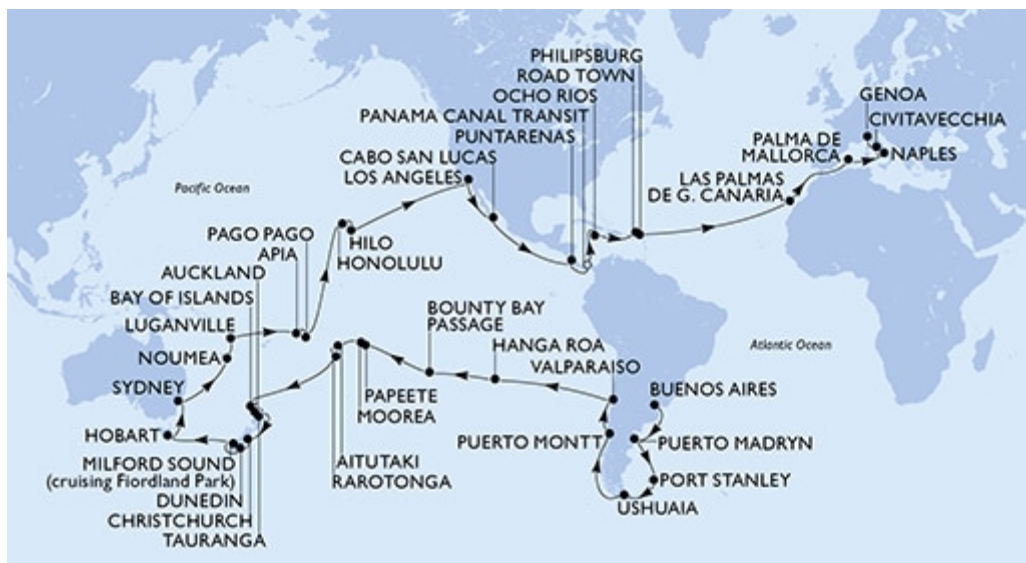 PHILIPSBURG
ROAD TOWN
OCHO RIOS
PANAMA CANAL TRANSIT
PUNTARENAS
CABO SAN LUCAS
LOS ANGELES
GENOA
CIVITAVECCHIA
PALMA DE
MALLORCA
NAPLES
LAS PALMAS
DE G. CANARIA
Pacific Ocean
PAGO PAGO
APIA
HILO
HONOLULU
AUCKLAND
BAY OF ISLANDS
LUGANVILLE
NOUMEA
SYDNEY
HOBART
MILFORD SOUND
(cruising Fiordland Park)
DUNEDIN
CHRISTCHURCH
TAURANGA
BOUNTY BAY
PASSAGE
HANGA ROA
VALPARAISO
PAPEETE
MOOREA
AITUTAKI
RAROTONGA
Atlantic Ocean
BUENOS AIRES
PUERTO MONTT
PUERTO MADRYN
PORT STANLEY
USHUAIA